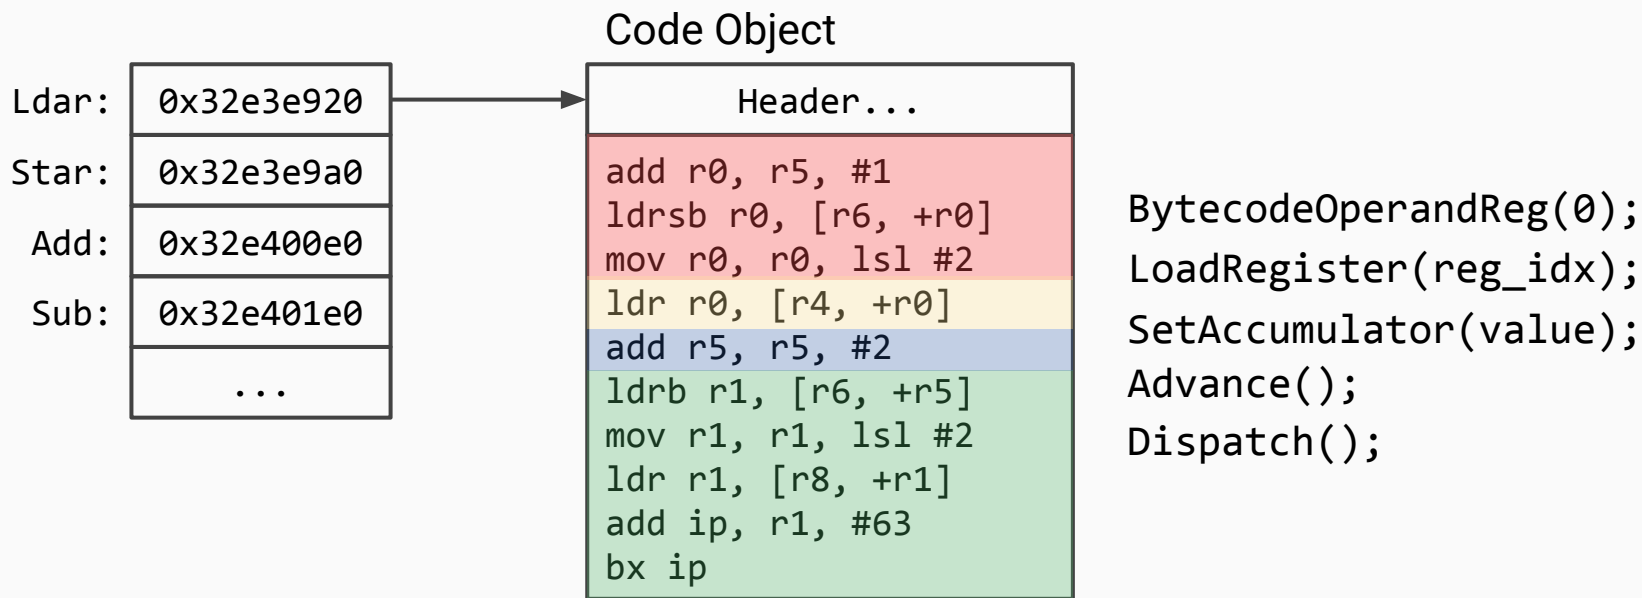 Code Object
Ldar: 0x32e3e920
Star: 0x32e3e9a0
Add: 0x32e400e0
Sub: 0x32e401e0
...
Header...
add r0, r5, #1
ldrsb r0, [r6, +r0]
mov r0, r0, lsl #2
ldr r0, [r4, +r0]
add r5, r5, #2
ldrb r1, [r6, +r5]
mov r1, r1, lsl #2
ldr r1, [r8, +r1]
add ip, r1, #63
bx ip
BytecodeOperandReg(0);
LoadRegister(reg_idx);
SetAccumulator(value);
Advance();
Dispatch();